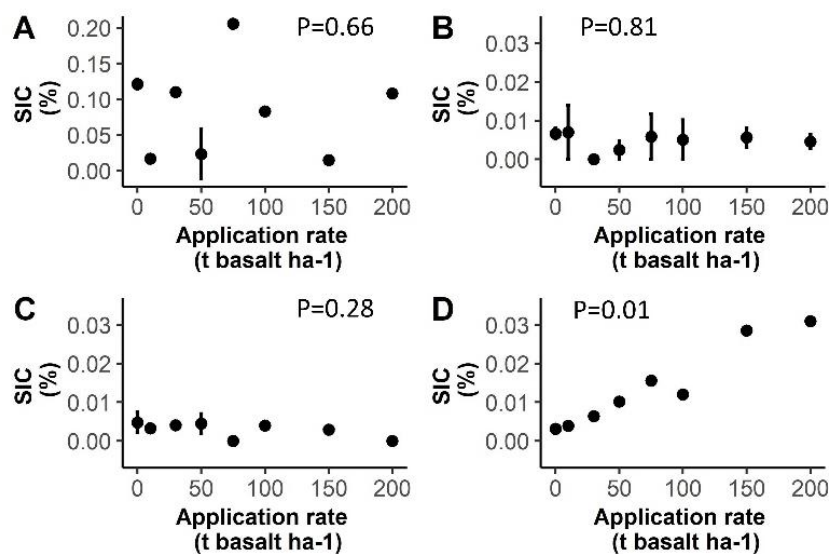 A
P=0.66
SIC
(%)
0.20
0.15
0.10
0.05
0.00
0 50 100 150 200
Application rate
(t basalt ha-1)
B
P=0.81
SIC
(%)
0.03
0.02
0.01
0.00
0 50 100 150 200
Application rate
(t basalt ha-1)
C
P=0.28
SIC
(%)
0.03
0.02
0.01
0.00
0 50 100 150 200
Application rate
(t basalt ha-1)
D
P=0.01
SIC
(%)
0.03
0.02
0.01
0.00
0 50 100 150 200
Application rate
(t basalt ha-1)